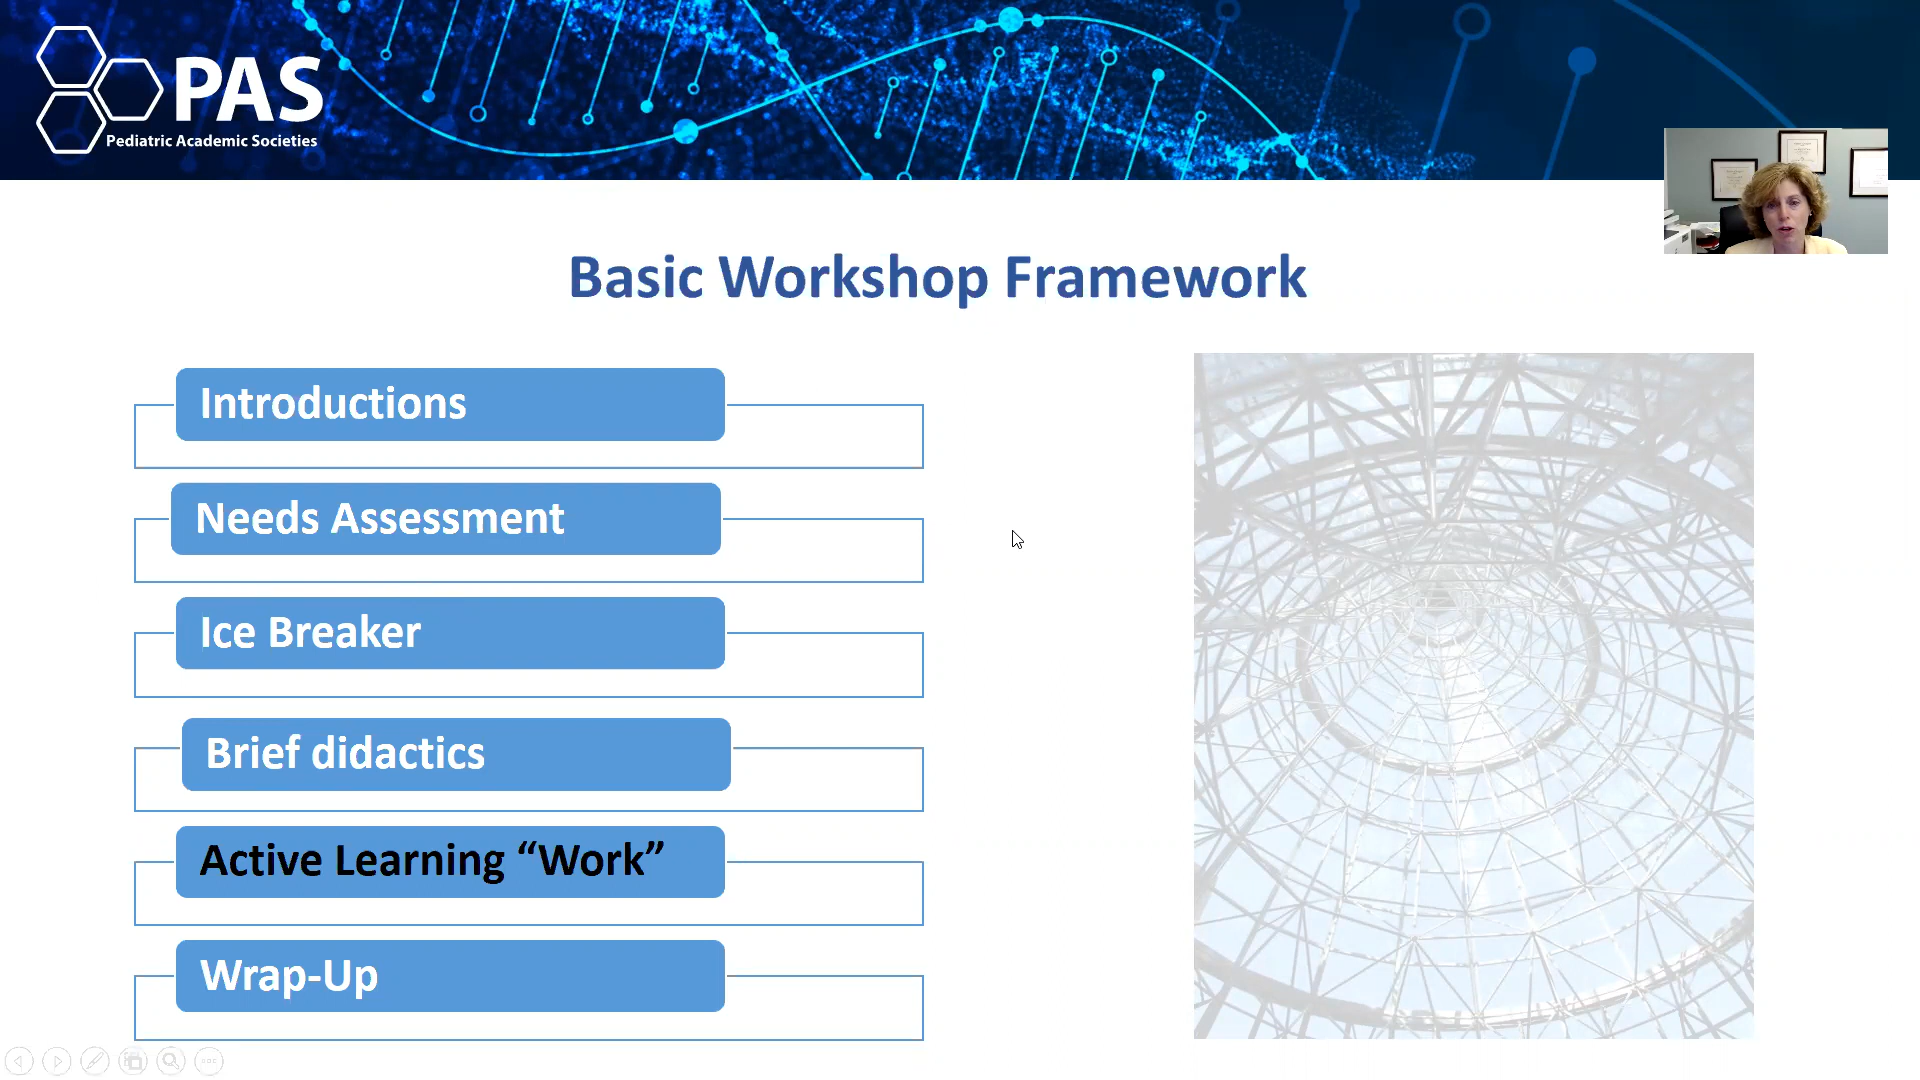 PAS
Pediatric Academic Societies
Basic Workshop Framework
Introductions
Needs Assessment
Ice Breaker
Brief didactics
Active Learning “Work”
Wrap-Up